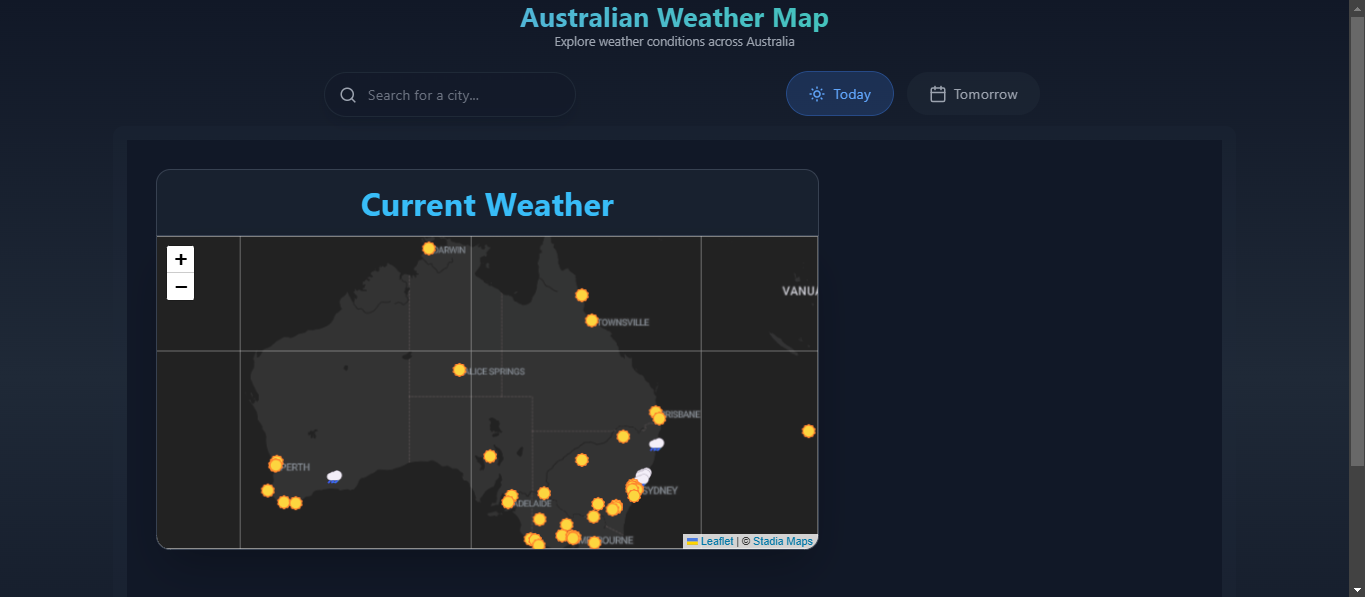 Australian Weather Map
Explore weather conditions across Australia
Search for a city...
Today
Tomorrow
Current Weather
+
−
DARWIN
VANUA
TOWNSVILLE
ALICE SPRINGS
RISBANE
PERTH
SYDNEY
ADELAIDE
Leaflet | © Stadia Maps